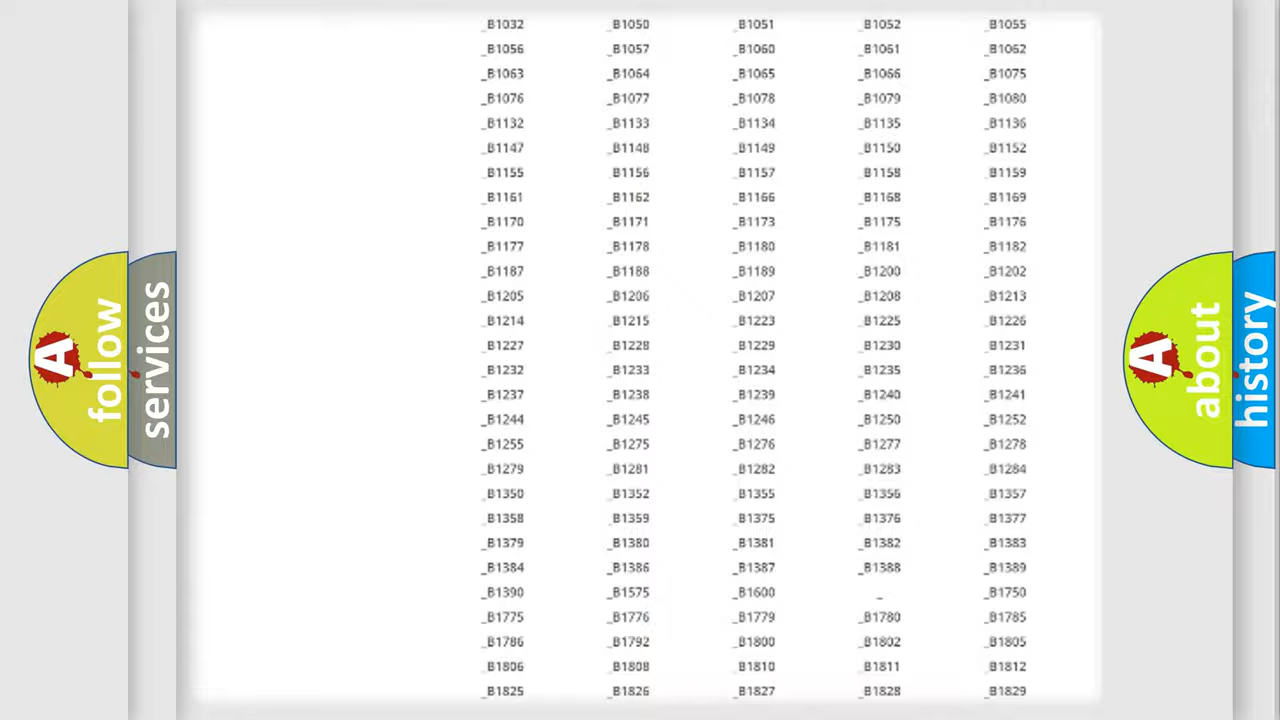 _B1032 _B1050 _B1051 _B1052 _B1055
_B1056 _B1057 _B1060 _B1061 _B1062
_B1063 _B1064 _B1065 _B1066 _B1075
_B1076 _B1077 _B1078 _B1079 _B1080
_B1132 _B1133 _B1134 _B1135 _B1136
_B1147 _B1148 _B1149 _B1150 _B1152
_B1155 _B1156 _B1157 _B1158 _B1159
_B1161 _B1162 _B1166 _B1168 _B1169
_B1170 _B1171 _B1173 _B1175 _B1176
_B1177 _B1178 _B1180 _B1181 _B1182
_B1187 _B1188 _B1189 _B1200 _B1202
_B1205 _B1206 _B1207 _B1208 _B1213
_B1214 _B1215 _B1223 _B1225 _B1226
_B1227 _B1228 _B1229 _B1230 _B1231
_B1232 _B1233 _B1234 _B1235 _B1236
_B1237 _B1238 _B1239 _B1240 _B1241
_B1244 _B1245 _B1246 _B1250 _B1252
_B1255 _B1275 _B1276 _B1277 _B1278
_B1279 _B1281 _B1282 _B1283 _B1284
_B1350 _B1352 _B1355 _B1356 _B1357
_B1358 _B1359 _B1375 _B1376 _B1377
_B1379 _B1380 _B1381 _B1382 _B1383
_B1384 _B1386 _B1387 _B1388 _B1389
_B1390 _B1575 _B1600 _ _B1750
_B1775 _B1776 _B1779 _B1780 _B1785
_B1786 _B1792 _B1800 _B1802 _B1805
_B1806 _B1808 _B1810 _B1811 _B1812
_B1825 _B1826 _B1827 _B1828 _B1829
A follow
services
A about
history